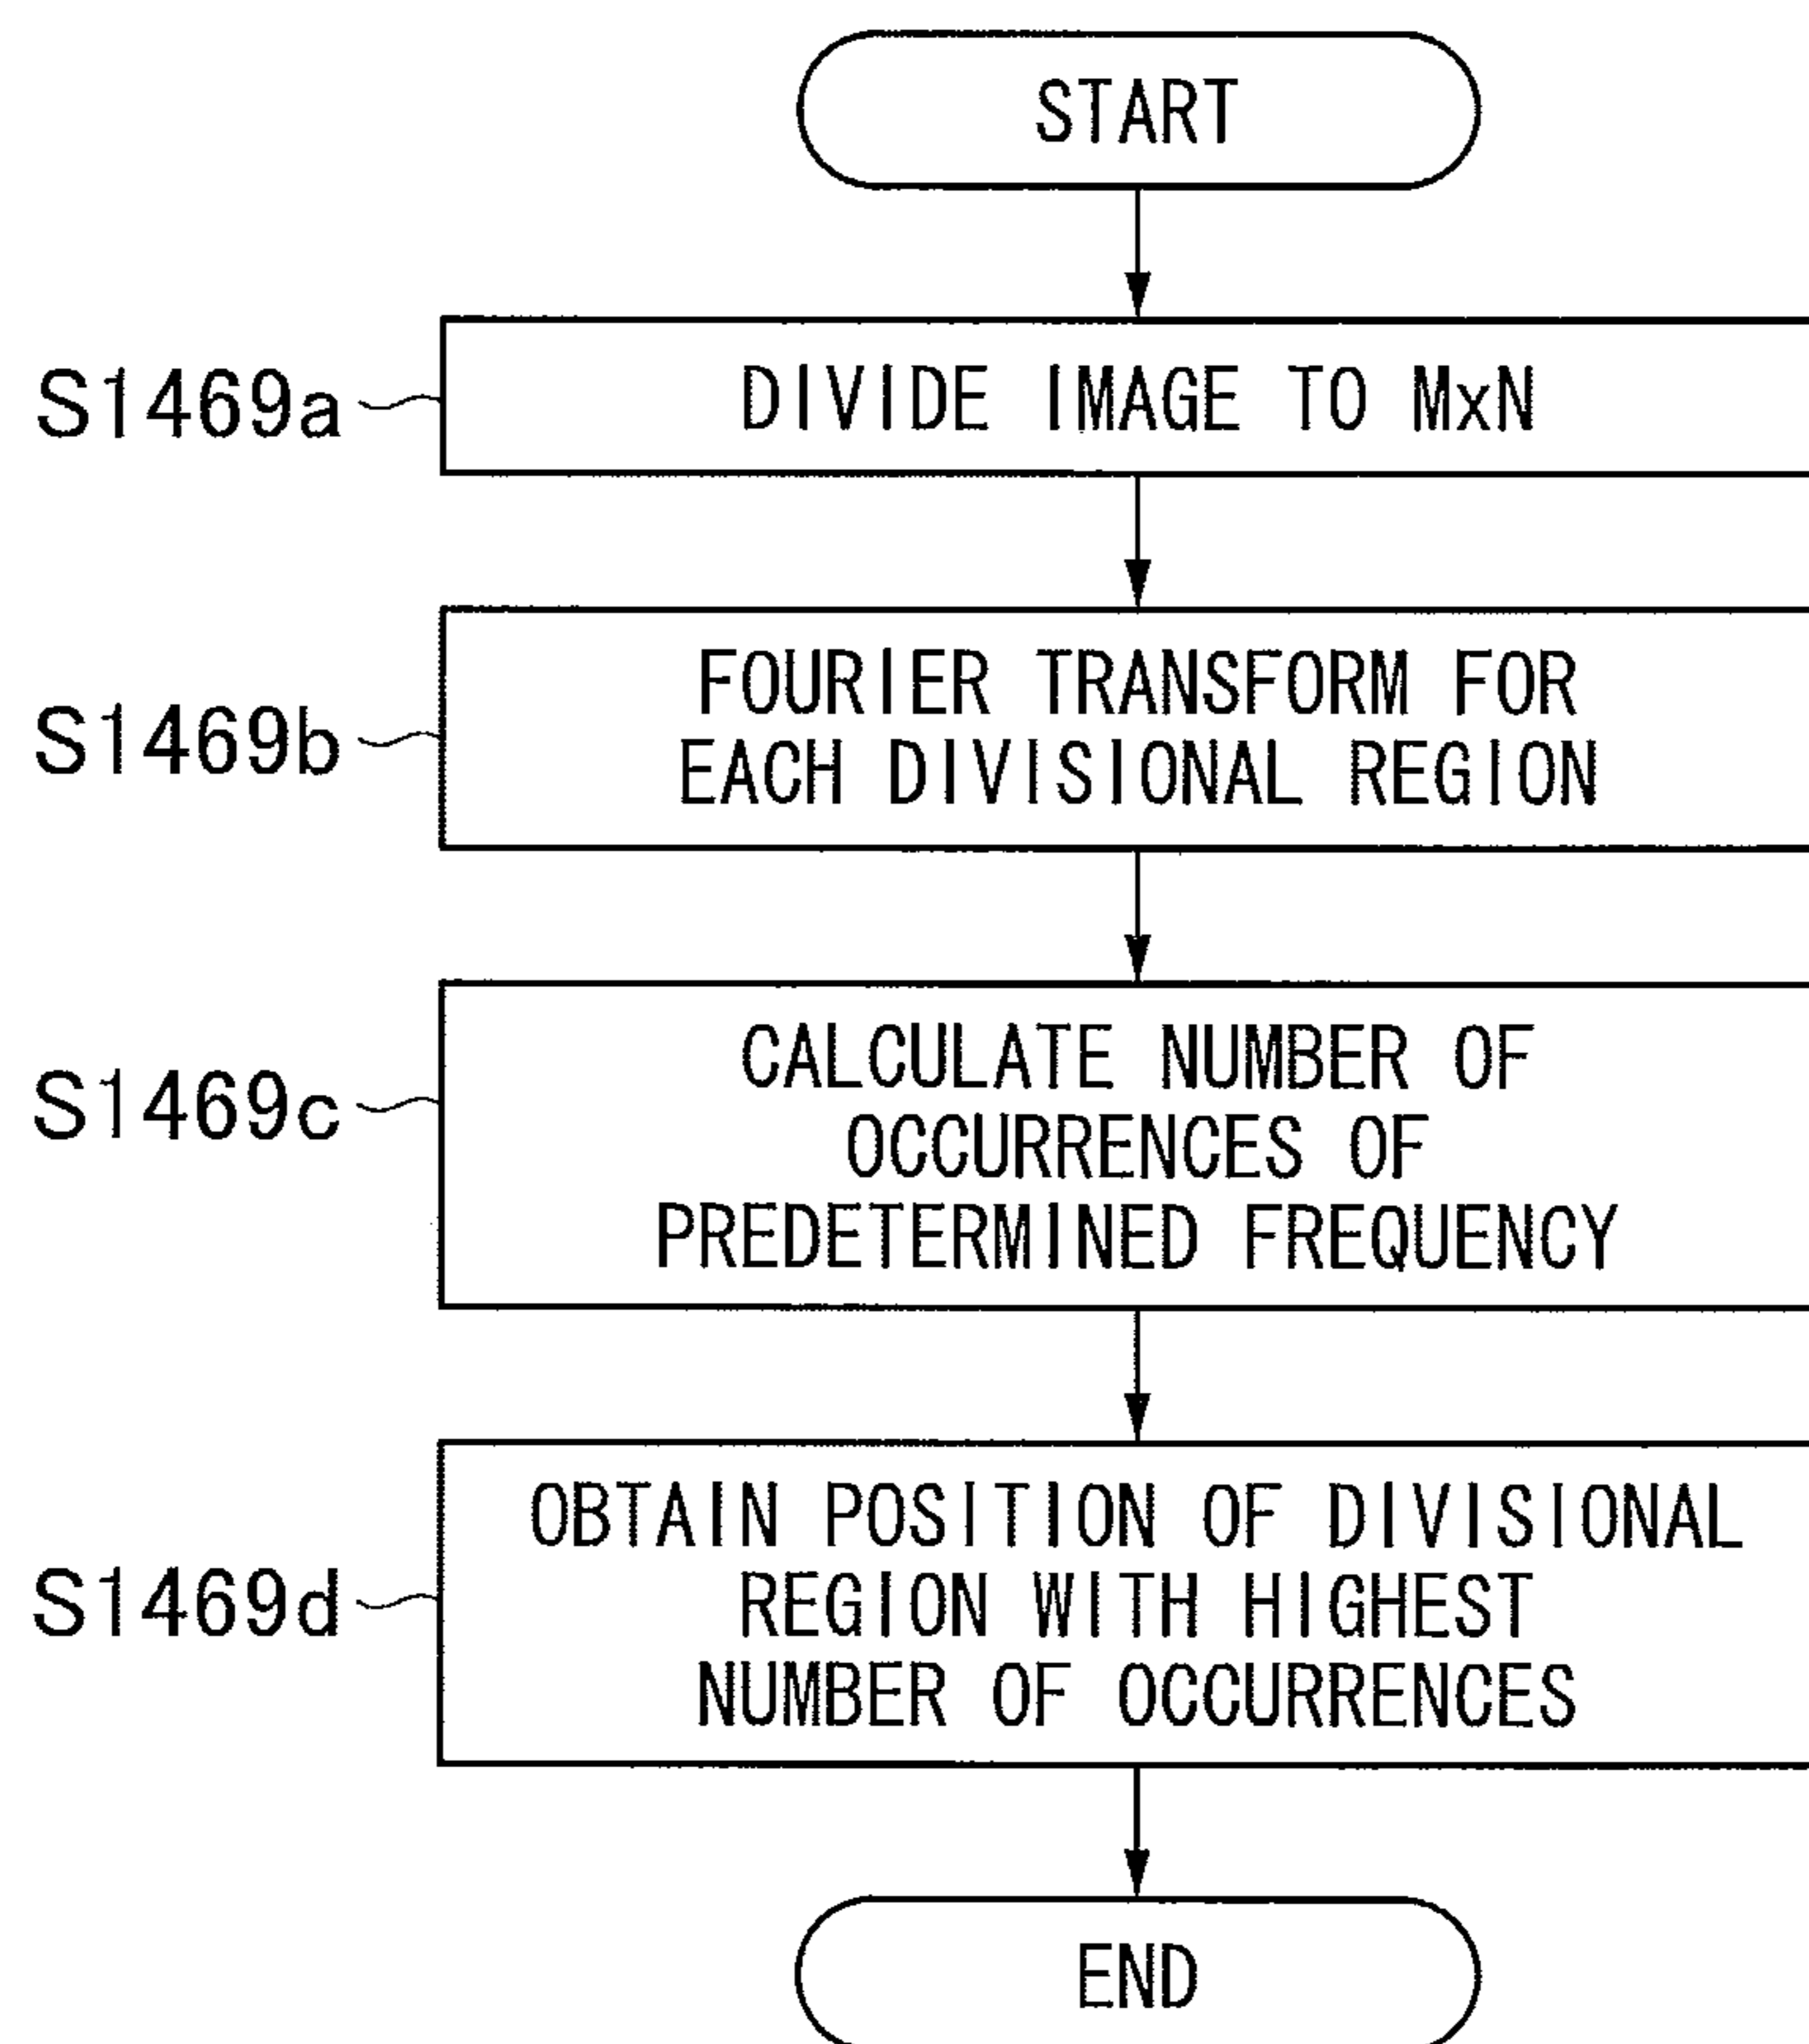 START
S1469a
DIVIDE IMAGE TO MxN
S1469b
FOURIER TRANSFORM FOR
EACH DIVISIONAL REGION
S1469c
CALCULATE NUMBER OF
OCCURRENCES OF
PREDETERMINED FREQUENCY
S1469d
OBTAIN POSITION OF DIVISIONAL
REGION WITH HIGHEST
NUMBER OF OCCURRENCES
END